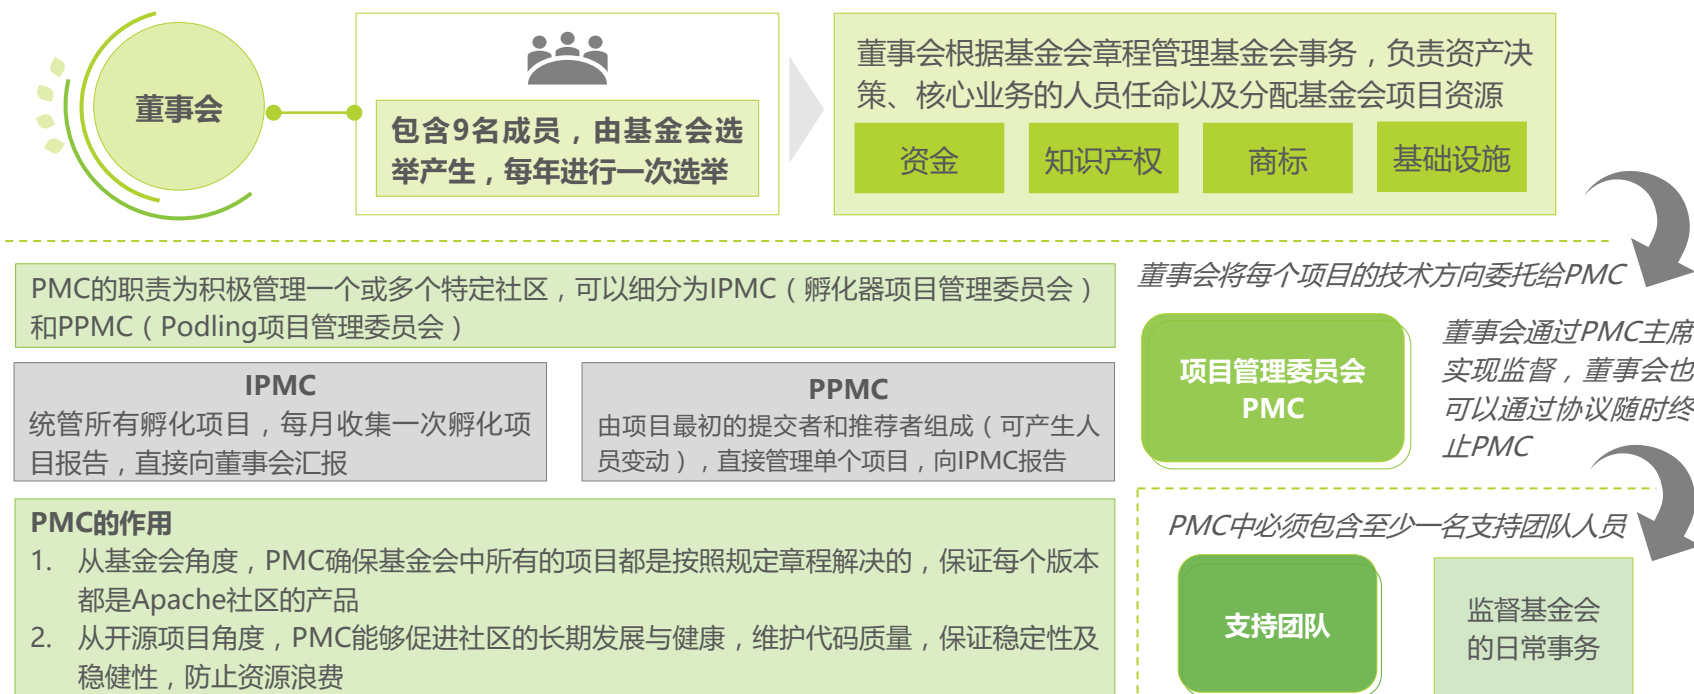 董事会
包含9名成员，由基金会选
举产生，每年进行一次选举
董事会根据基金会章程管理基金会事务，负责资产决
策、核心业务的人员任命以及分配基金会项目资源
资金
知识产权
商标
基础设施
PMC的职责为积极管理一个或多个特定社区，可以细分为IPMC（孵化器项目管理委员会）
和PPMC（Podling项目管理委员会）
IPMC
统管所有孵化项目，每月收集一次孵化项
目报告，直接向董事会汇报
PPMC
由项目最初的提交者和推荐者组成（可产生人
员变动），直接管理单个项目，向IPMC报告
PMC的作用
1. 从基金会角度，PMC确保基金会中所有的项目都是按照规定章程解决的，保证每个版本
都是Apache社区的产品
2. 从开源项目角度，PMC能够促进社区的长期发展与健康，维护代码质量，保证稳定性及
稳健性，防止资源浪费
董事会将每个项目的技术方向委托给PMC
项目管理委员会
PMC
董事会通过PMC主席
实现监督，董事会也
可以通过协议随时终
止PMC
PMC中必须包含至少一名支持团队人员
支持团队
监督基金会
的日常事务